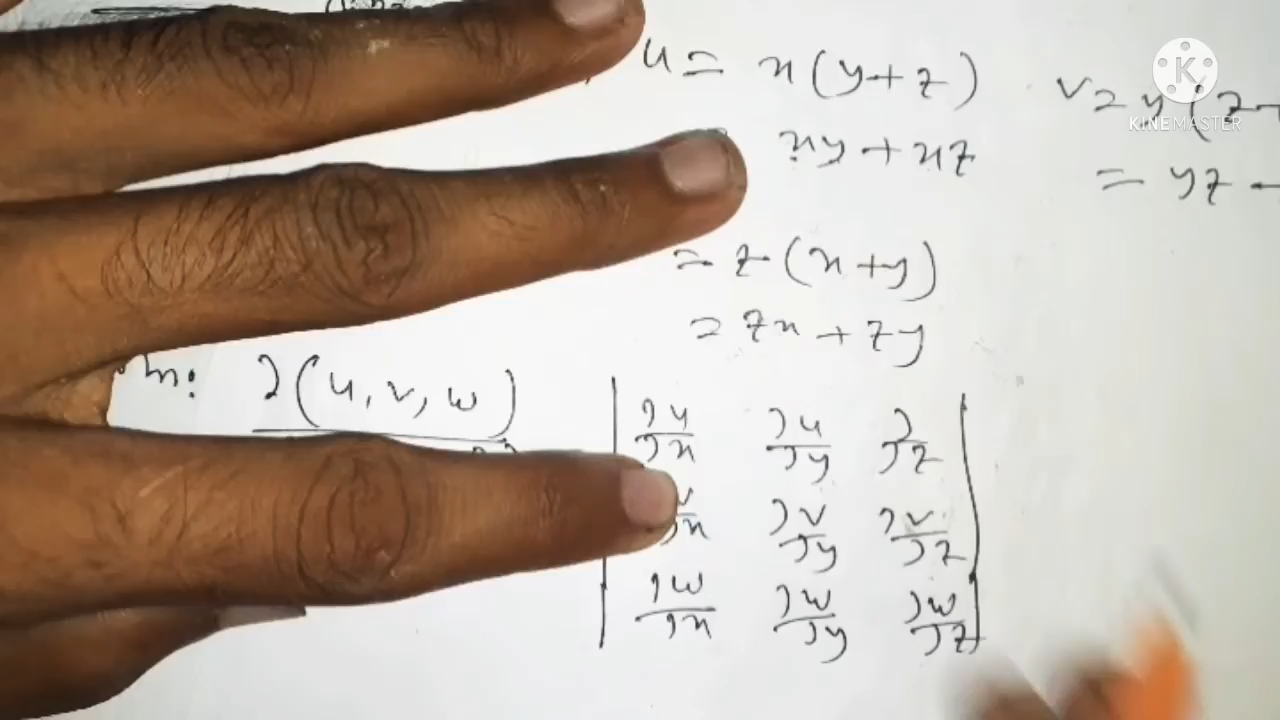 u = x(y+z) v = y(z+
xy + xz
= yz +
= z(x+y)
= zx + zy
∂(u, v, w)
∂u/∂x ∂u/∂y ∂/∂z
∂v/∂y ∂v/∂z
∂w/∂x ∂w/∂y ∂w/∂z
K
KINEMASTER